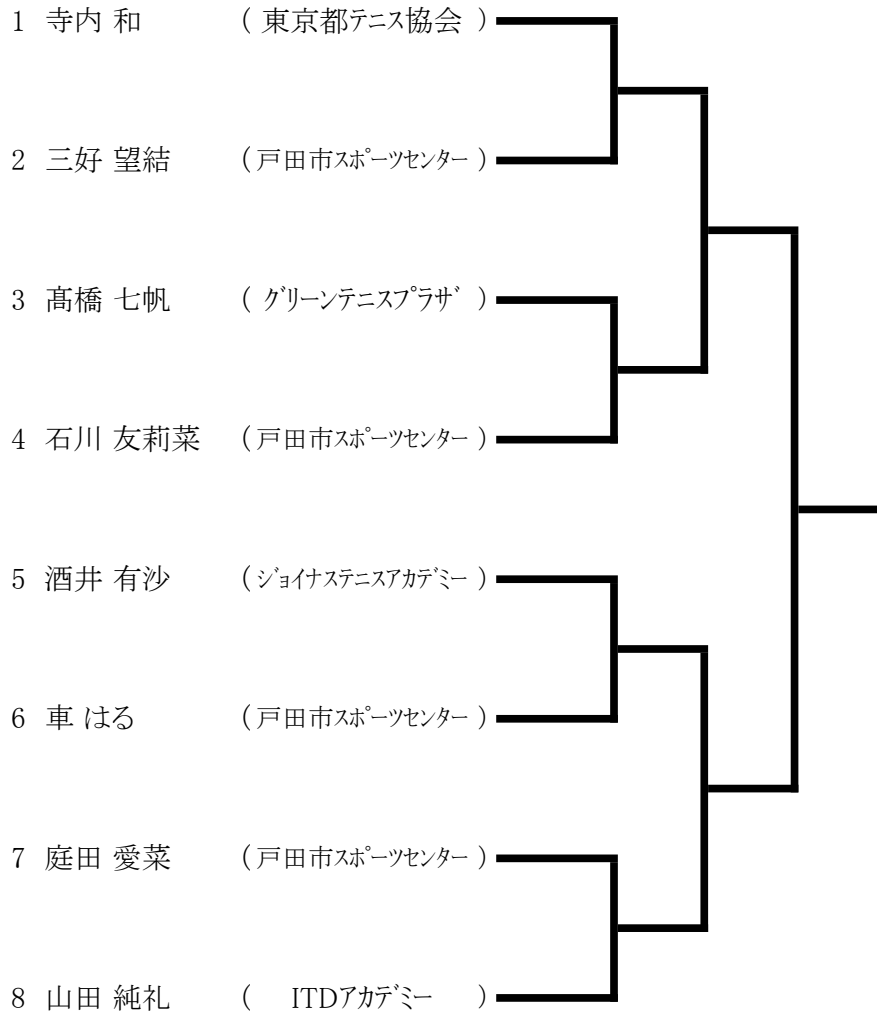 1 寺内 和 ( 東京都ﾃﾆｽ協会 )
2 三好 望結 ( 戸田市ｽﾎﾟｰﾂｾﾝﾀｰ )
3 髙橋 七帆 ( ｸﾞﾘｰﾝﾃﾆｽﾌﾟﾗｻﾞ )
4 石川 友莉菜 ( 戸田市ｽﾎﾟｰﾂｾﾝﾀｰ )
5 酒井 有沙 ( ｼﾞｮｲﾅｽﾃﾆｽｱｶﾃﾞﾐｰ )
6 車 はる ( 戸田市ｽﾎﾟｰﾂｾﾝﾀｰ )
7 庭田 愛菜 ( 戸田市ｽﾎﾟｰﾂｾﾝﾀｰ )
8 山田 純礼 ( ITDｱｶﾃﾞﾐｰ )